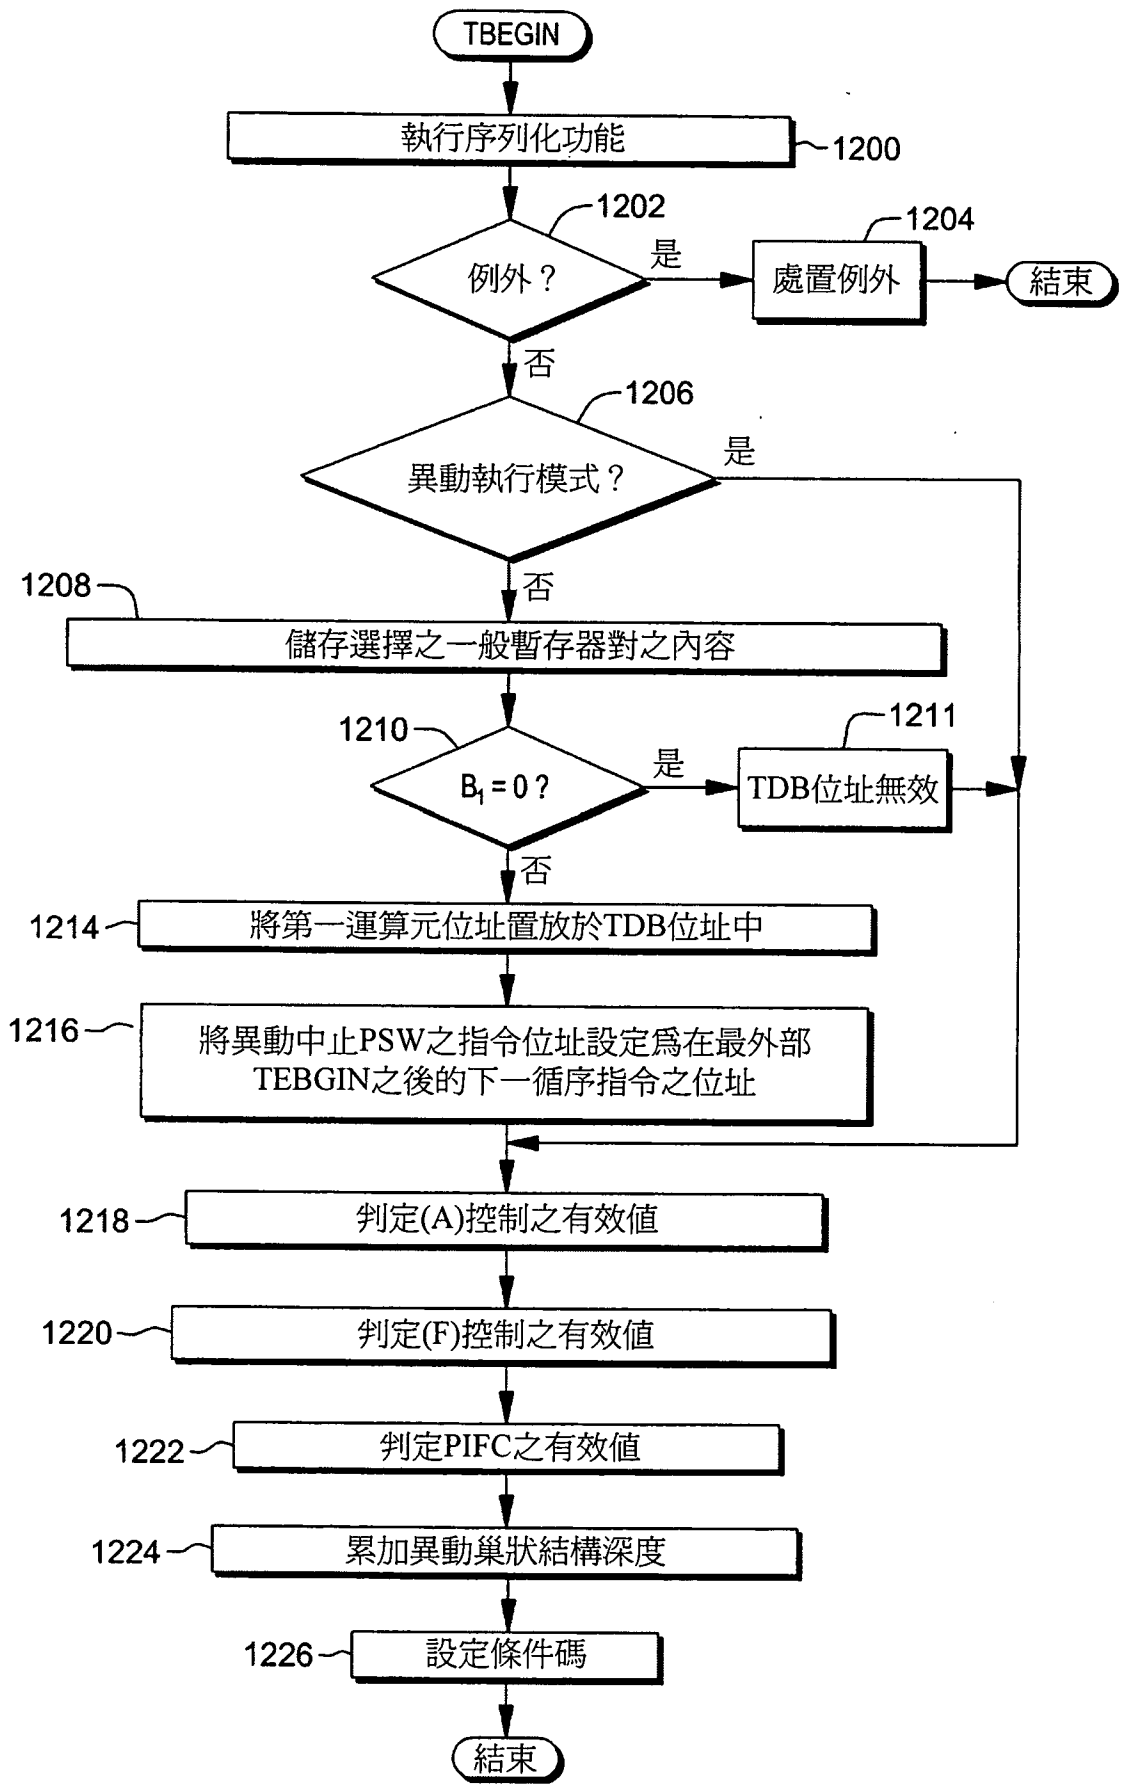 TBEGIN
執行序列化功能
1200
1202
例外？
是
1204
處置例外
結束
否
1206
異動執行模式？
是
否
1208
儲存選擇之一般暫存器對之內容
1210
B₁ = 0 ?
是
1211
TDB位址無效
否
1214
將第一運算元位址置放於TDB位址中
1216
將異動中止PSW之指令位址設定爲在最外部
TEBGIN之後的下一循序指令之位址
1218
判定(A)控制之有效值
1220
判定(F)控制之有效值
1222
判定PIFC之有效值
1224
累加異動巢狀結構深度
1226
設定條件碼
結束